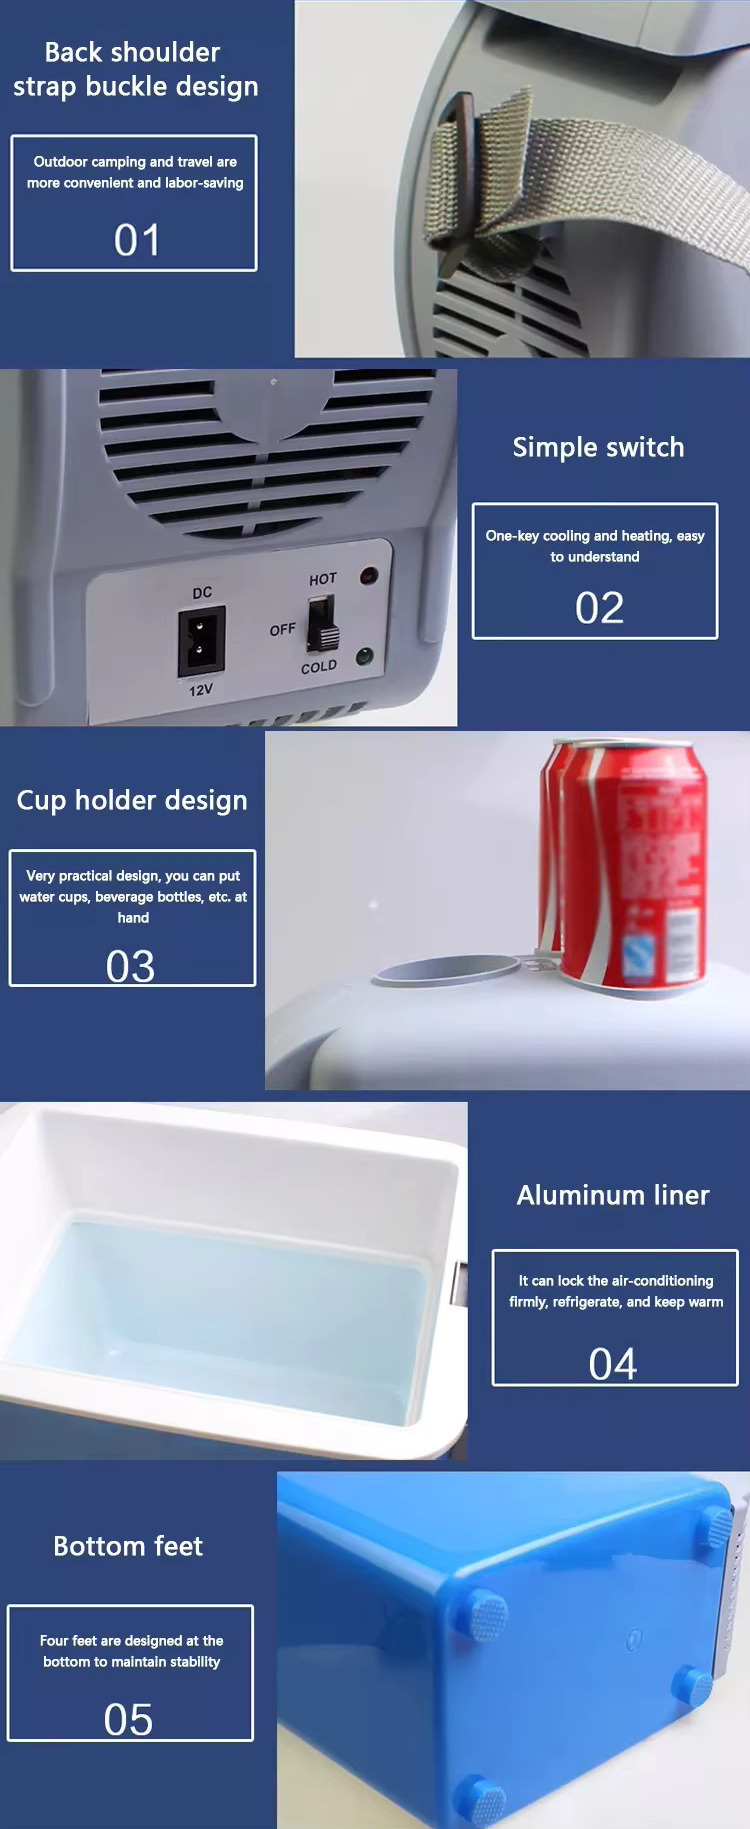 Back shoulder
strap buckle design
Outdoor camping and travel are
more convenient and labor-saving
01
DC
12V
HOT
OFF
COLD
Simple switch
One-key cooling and heating, easy
to understand
02
Cup holder design
Very practical design, you can put
water cups, beverage bottles, etc. at
hand
03
Aluminum liner
It can lock the air-conditioning
firmly, refrigerate, and keep warm
04
Bottom feet
Four feet are designed at the
bottom to maintain stability
05